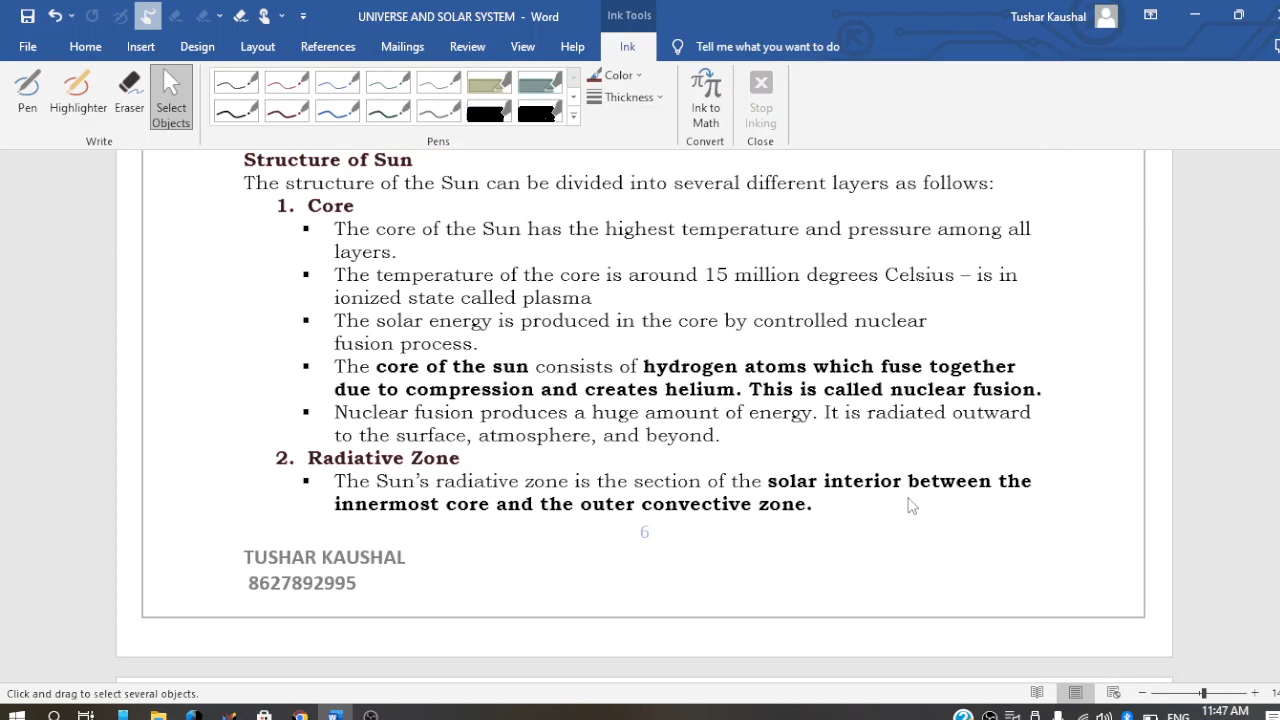 UNIVERSE AND SOLAR SYSTEM - Word
Ink Tools
Tushar Kaushal
File Home Insert Design Layout References Mailings Review View Help Ink Tell me what you want to do
Pen Highlighter Eraser Select Objects
Color
Thickness
Ink to Math
Stop Inking
Write Pens Convert Close
Structure of Sun
The structure of the Sun can be divided into several different layers as follows:
1. Core
▪ The core of the Sun has the highest temperature and pressure among all
layers.
▪ The temperature of the core is around 15 million degrees Celsius – is in
ionized state called plasma
▪ The solar energy is produced in the core by controlled nuclear
fusion process.
▪ The core of the sun consists of hydrogen atoms which fuse together
due to compression and creates helium. This is called nuclear fusion.
▪ Nuclear fusion produces a huge amount of energy. It is radiated outward
to the surface, atmosphere, and beyond.
2. Radiative Zone
▪ The Sun’s radiative zone is the section of the solar interior between the
innermost core and the outer convective zone.
6
TUSHAR KAUSHAL
8627892995
Click and drag to select several objects.
ENG
11:47 AM